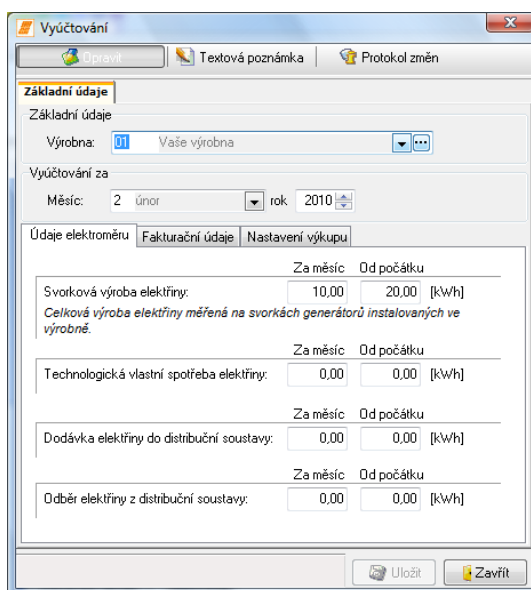 Vyúčtování
Opravit Textová poznámka Protokol změn
Základní údaje
Základní údaje
Výrobna: 01 Vaše výrobna
Vyúčtování za
Měsíc: 2 únor rok 2010
Údaje elektroměru Fakturační údaje Nastavení výkupu
Za měsíc Od počátku
Svorková výroba elektřiny: 10,00 20,00 [kWh]
Celková výroba elektřiny měřená na svorkách generátorů instalovaných ve
výrobně.
Za měsíc Od počátku
Technologická vlastní spotřeba elektřiny: 0,00 0,00 [kWh]
Za měsíc Od počátku
Dodávka elektřiny do distribuční soustavy: 0,00 0,00 [kWh]
Za měsíc Od počátku
Odběr elektřiny z distribuční soustavy: 0,00 0,00 [kWh]
Uložit Zavřít